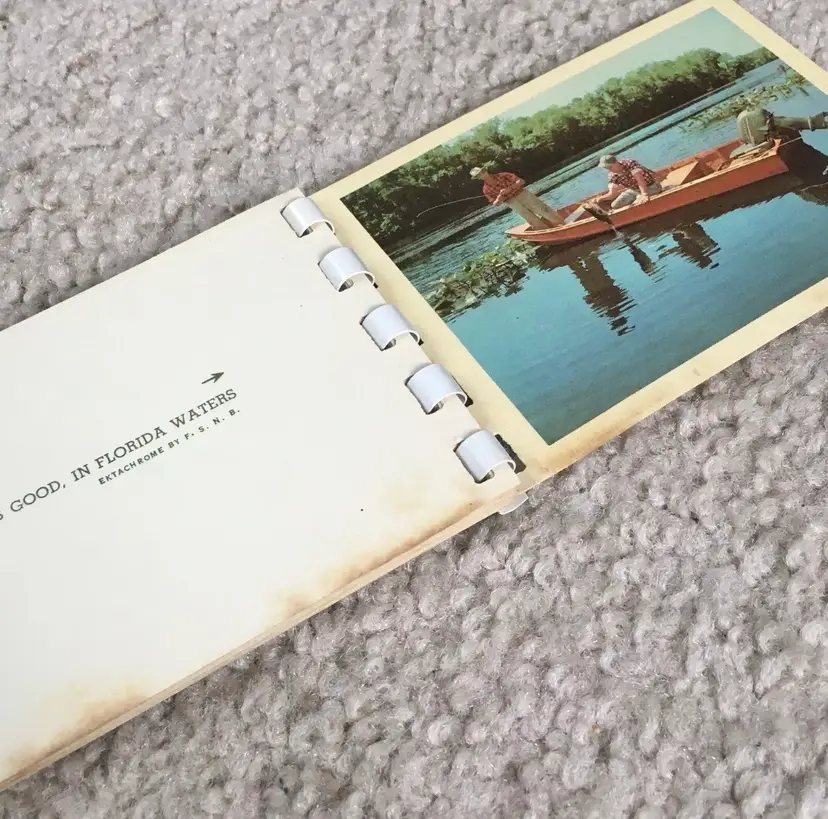 GOOD, IN FLORIDA WATERS
EKTACHROME BY F. S. N. B.